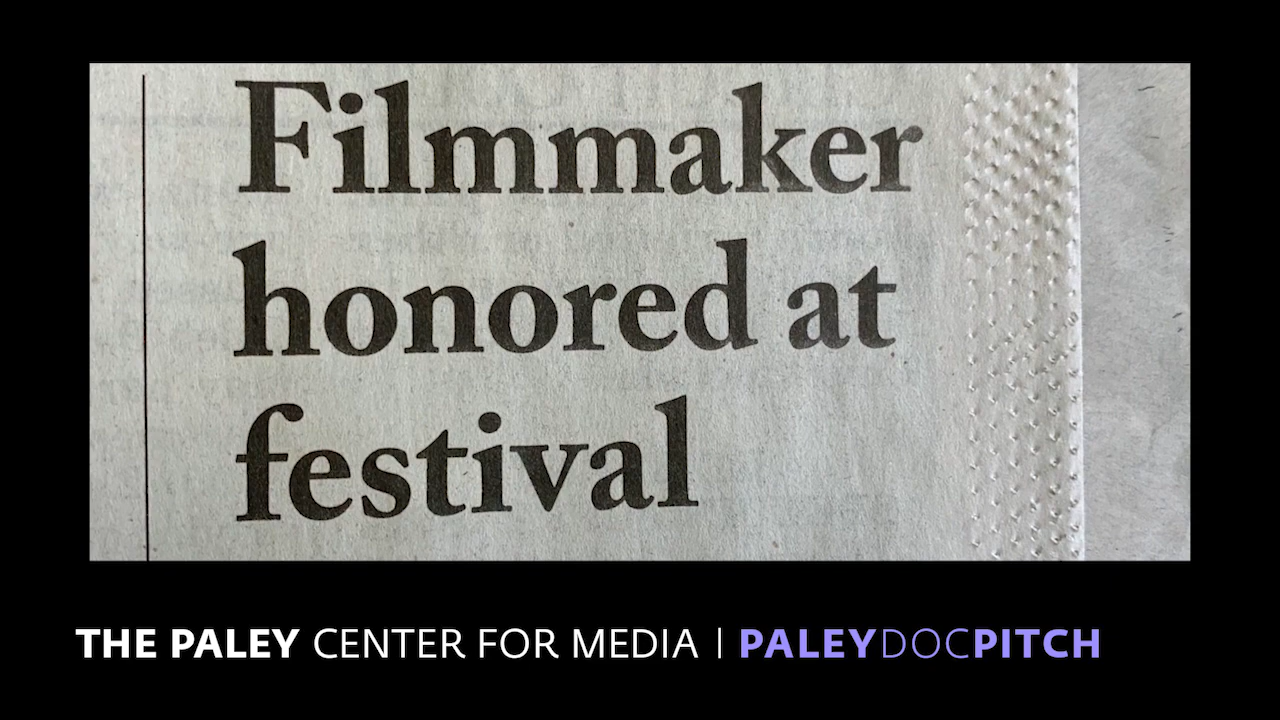 Filmmaker
honored at
festival
THE PALEY CENTER FOR MEDIA | PALEYDOCPITCH